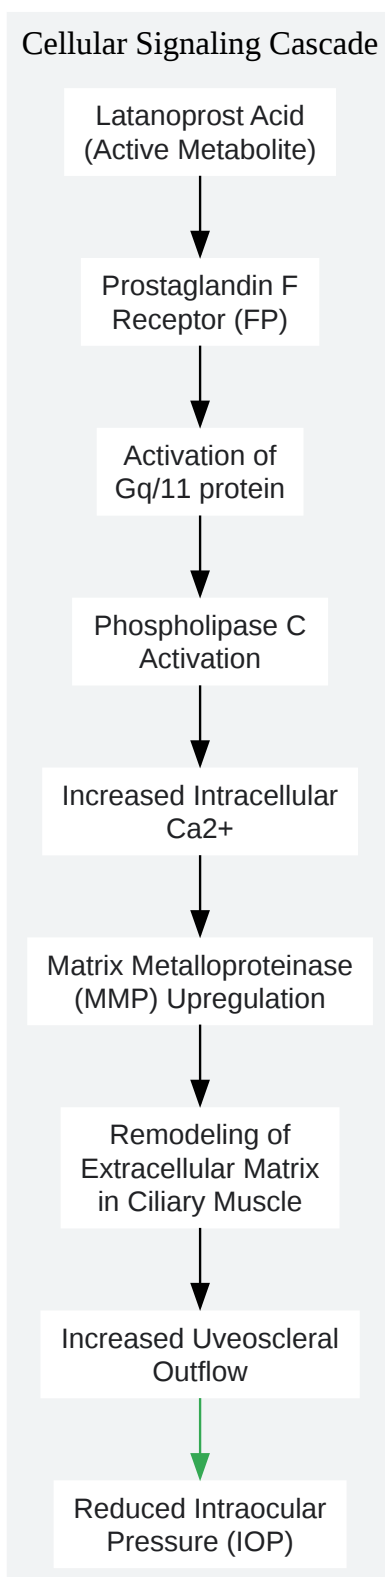 Cellular Signaling Cascade
Latanoprost Acid
(Active Metabolite)
Prostaglandin F
Receptor (FP)
Activation of
Gq/11 protein
Phospholipase C
Activation
Increased Intracellular
Ca2+
Matrix Metalloproteinase
(MMP) Upregulation
Remodeling of
Extracellular Matrix
in Ciliary Muscle
Increased Uveoscleral
Outflow
Reduced Intraocular
Pressure (IOP)